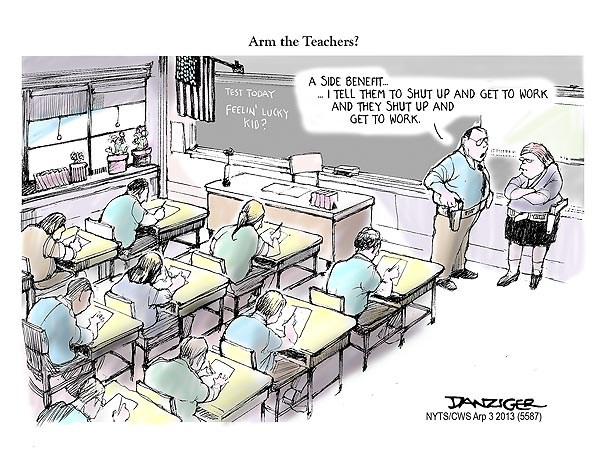 Arm the Teachers?
A SIDE BENEFIT...
... I TELL THEM TO SHUT UP AND GET TO WORK
AND THEY SHUT UP AND
GET TO WORK.
TEST TODAY
FEELIN' LUCKY
KID?
DANZIGER
NYTS/CWS Arp 3 2013 (5587)